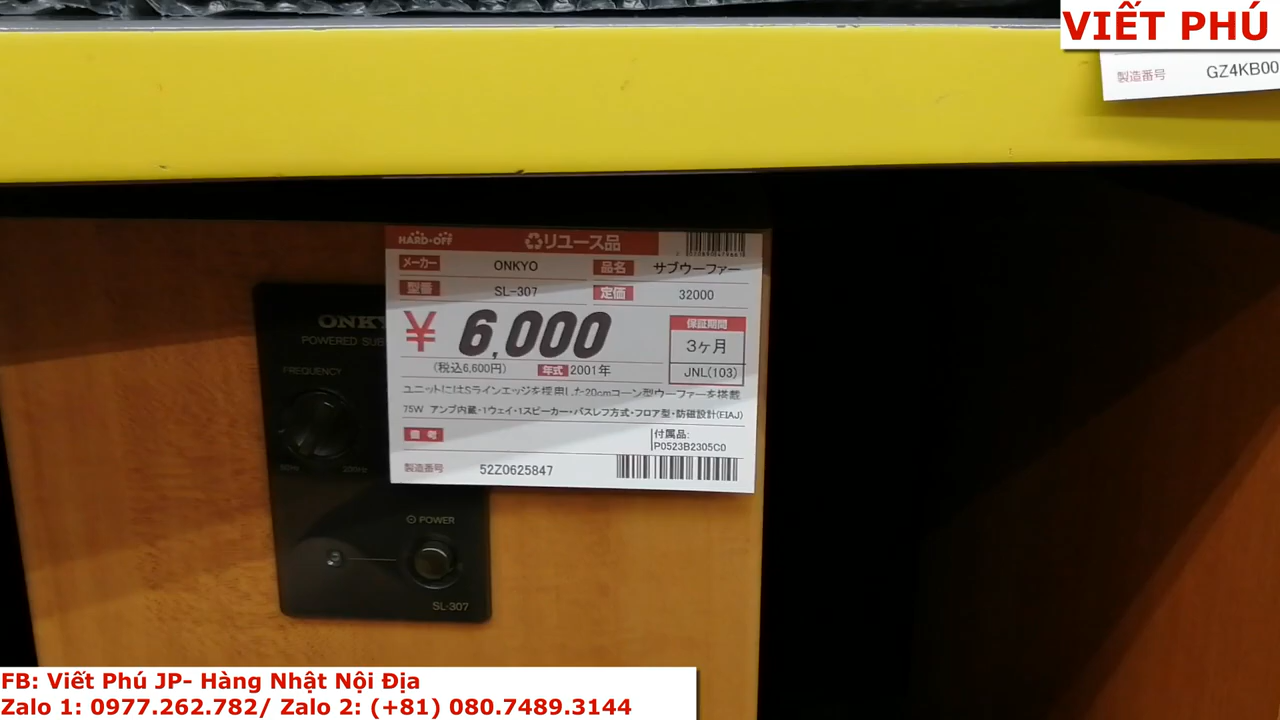 VIẾT PHÚ
製造番号 GZ4KB00
HARD・OFF リユース品
メーカー ONKYO 品名 サブウーファー
型番 SL-307 定価 32000
¥ 6,000 保証期間
3ヶ月
(税込6,600円) 年式 2001年 JNL(103)
ユニットにはSラインエッジを採用した20cmコーン型ウーファーを搭載
75W アンプ内蔵・1ウェイ・1スピーカー・バスレフ方式・フロア型・防磁設計(EIAJ)
備考 付属品:
P0523B2305C0
製造番号 52Z0625847
ONKY
POWERED SUB
FREQUENCY
200Hz
POWER
SL-307
FB: Viết Phú JP- Hàng Nhật Nội Địa
Zalo 1: 0977.262.782/ Zalo 2: (+81) 080.7489.3144